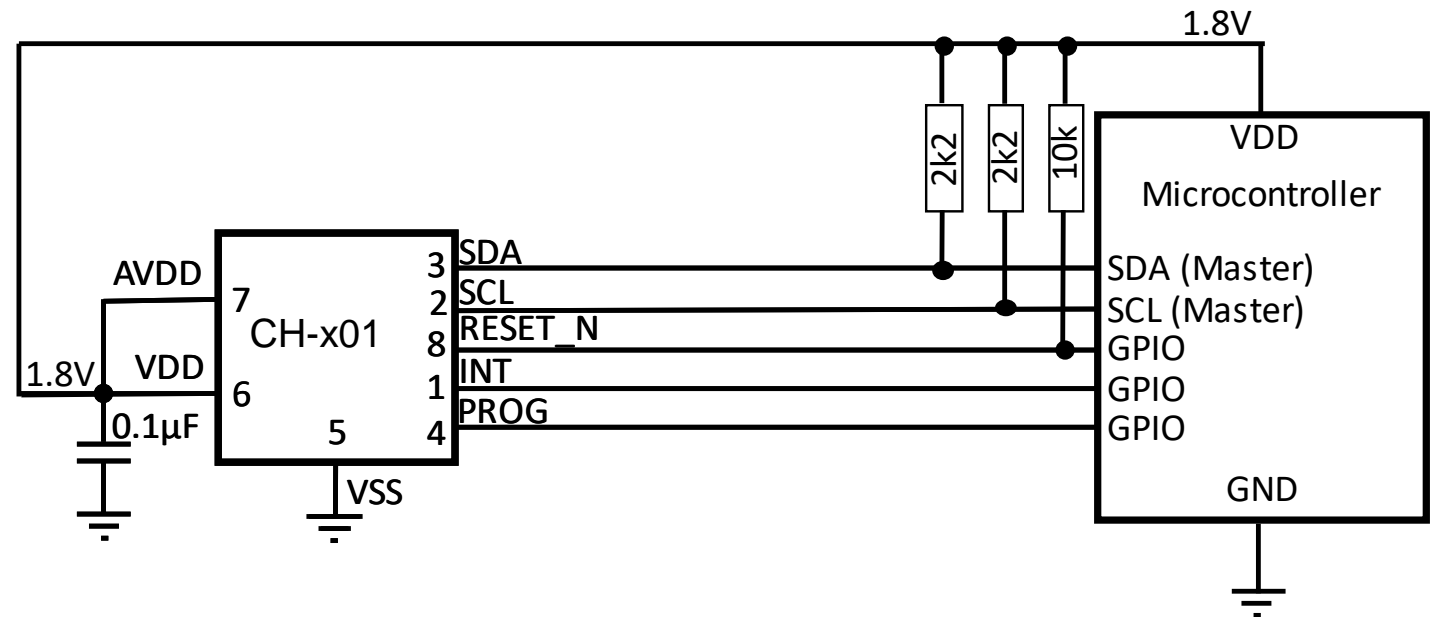 1.8V
2k2
2k2
10k
VDD
Microcontroller
SDA (Master)
SCL (Master)
GPIO
GPIO
GPIO
GND
AVDD
7
CH-x01
1.8V
VDD
6
0.1µF
5
VSS
3 SDA
2 SCL
8 RESET_N
1 INT
4 PROG